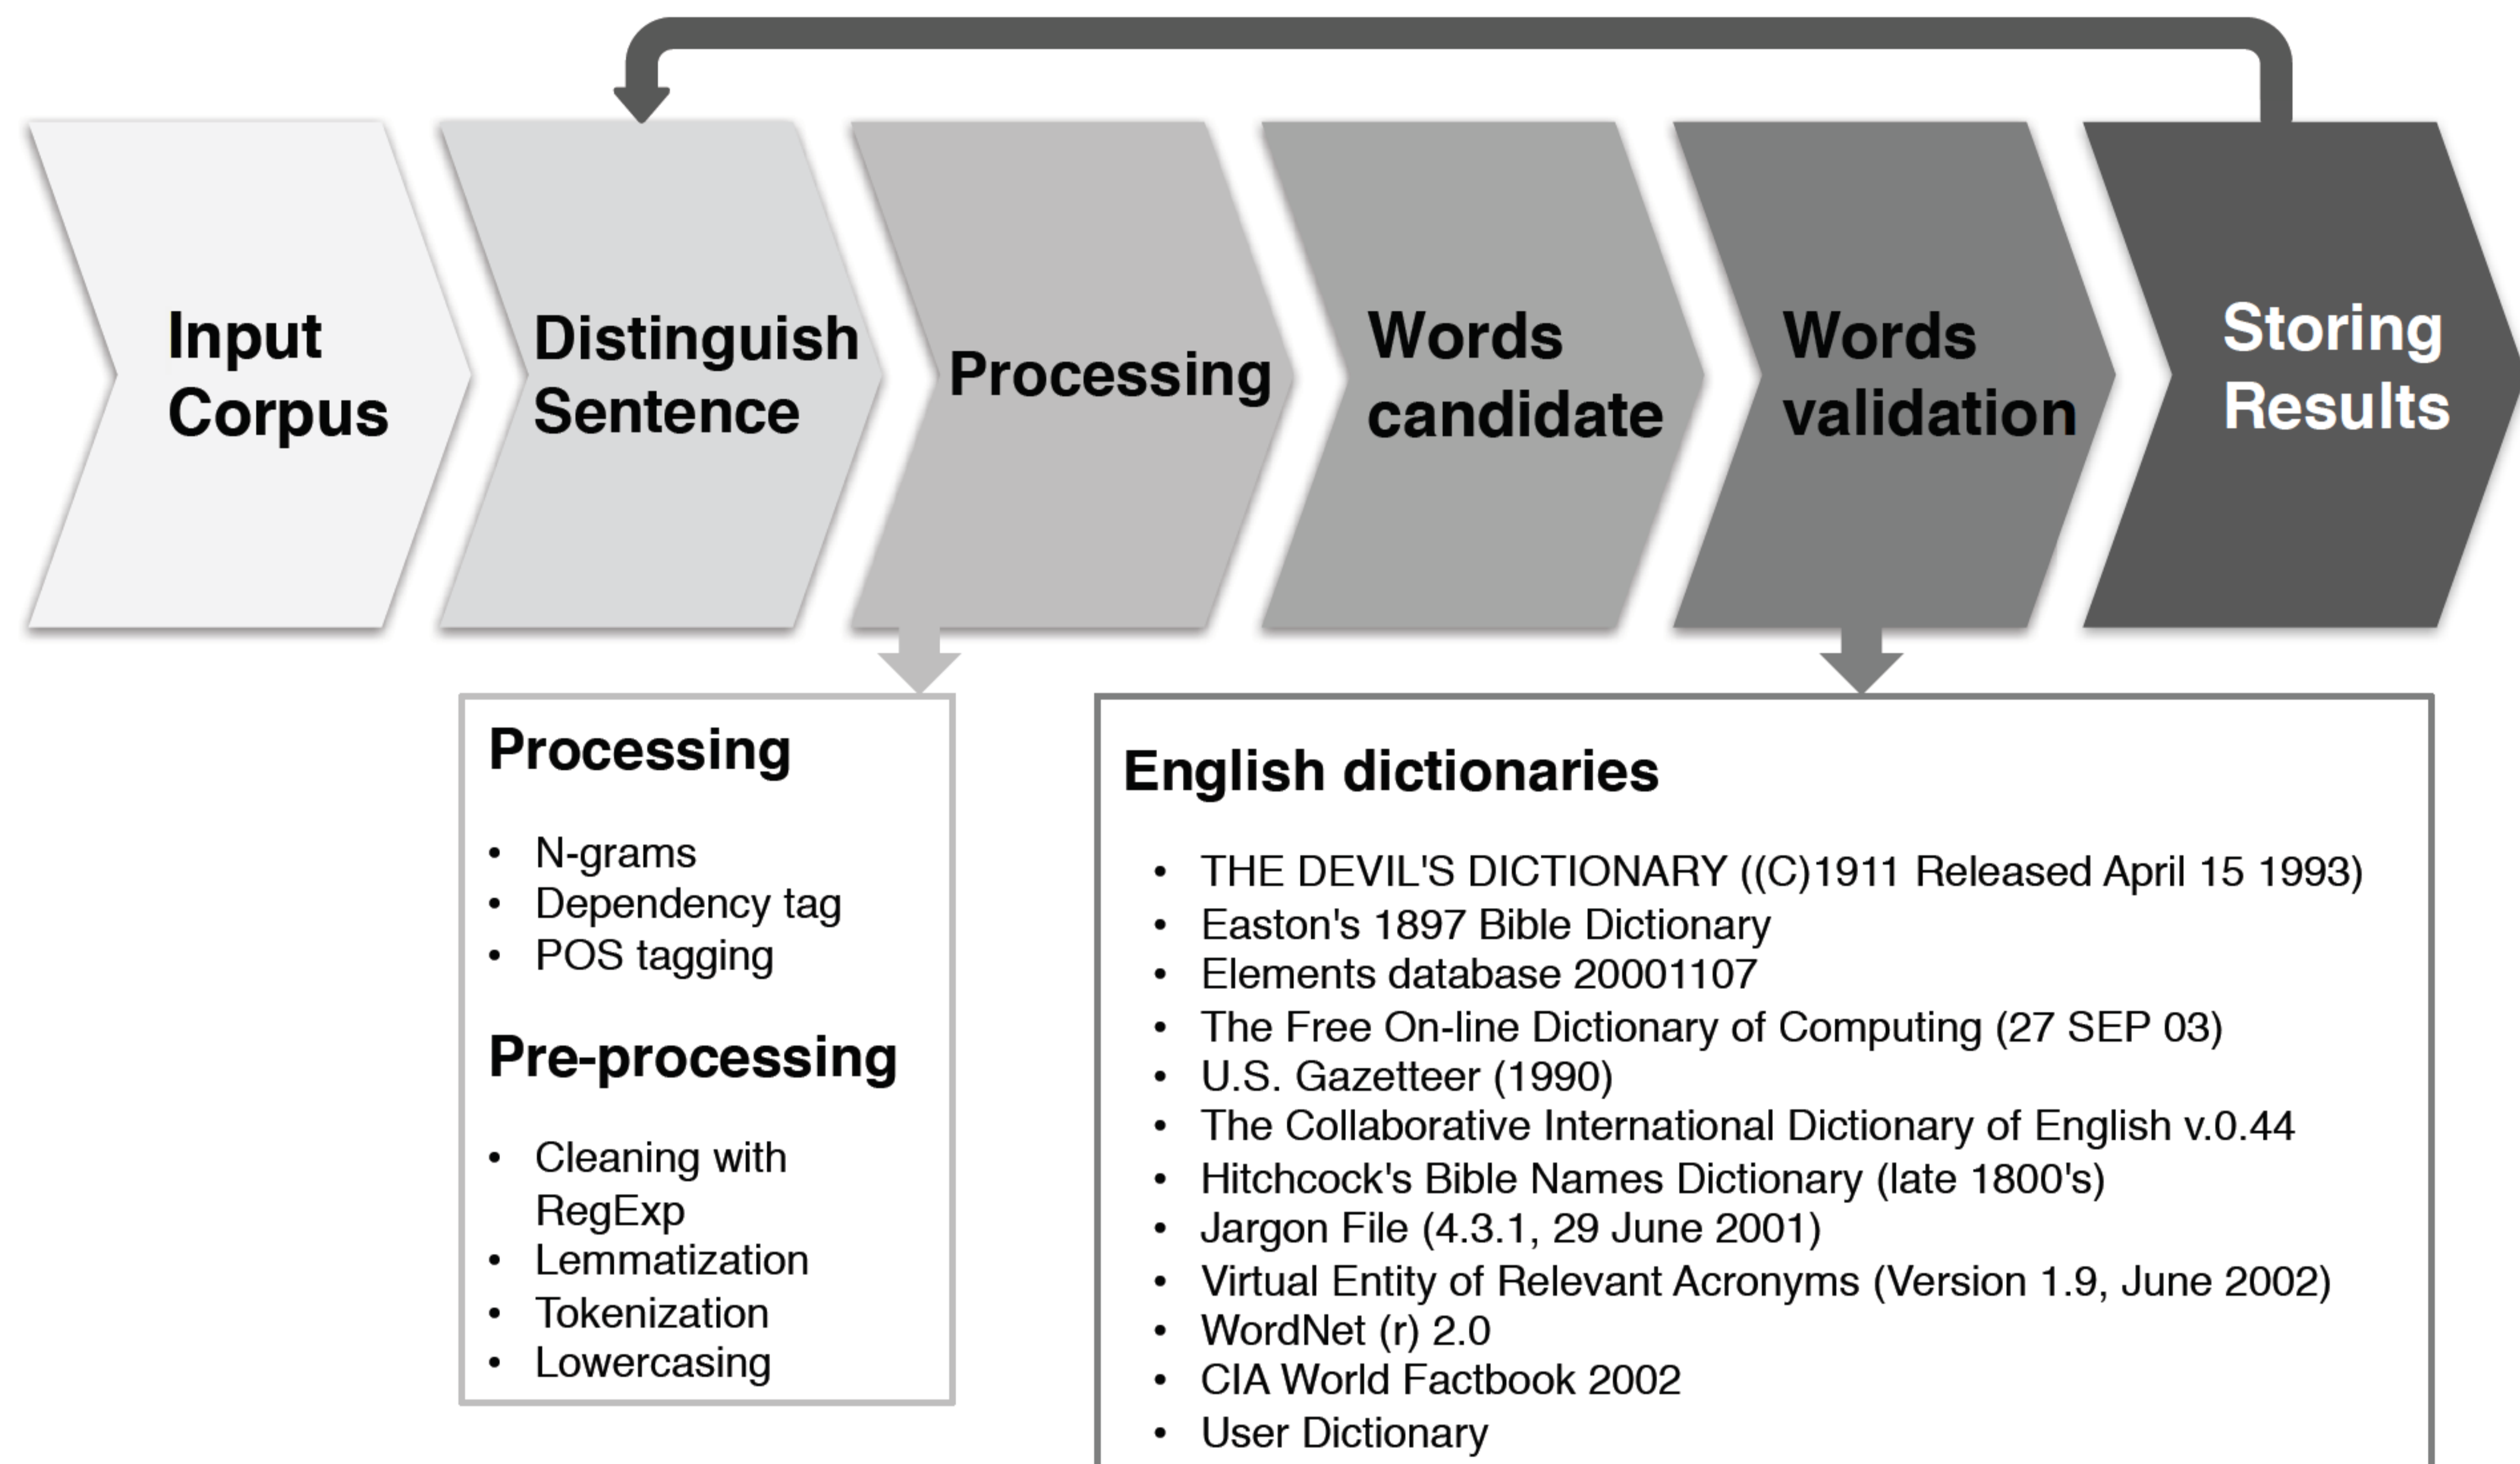 Input
Corpus
Distinguish
Sentence
Processing
Words
candidate
Words
validation
Storing
Results
Processing
• N-grams
• Dependency tag
• POS tagging
Pre-processing
• Cleaning with
RegExp
• Lemmatization
• Tokenization
• Lowercasing
English dictionaries
• THE DEVIL'S DICTIONARY ((C)1911 Released April 15 1993)
• Easton's 1897 Bible Dictionary
• Elements database 20001107
• The Free On-line Dictionary of Computing (27 SEP 03)
• U.S. Gazetteer (1990)
• The Collaborative International Dictionary of English v.0.44
• Hitchcock's Bible Names Dictionary (late 1800's)
• Jargon File (4.3.1, 29 June 2001)
• Virtual Entity of Relevant Acronyms (Version 1.9, June 2002)
• WordNet (r) 2.0
• CIA World Factbook 2002
• User Dictionary